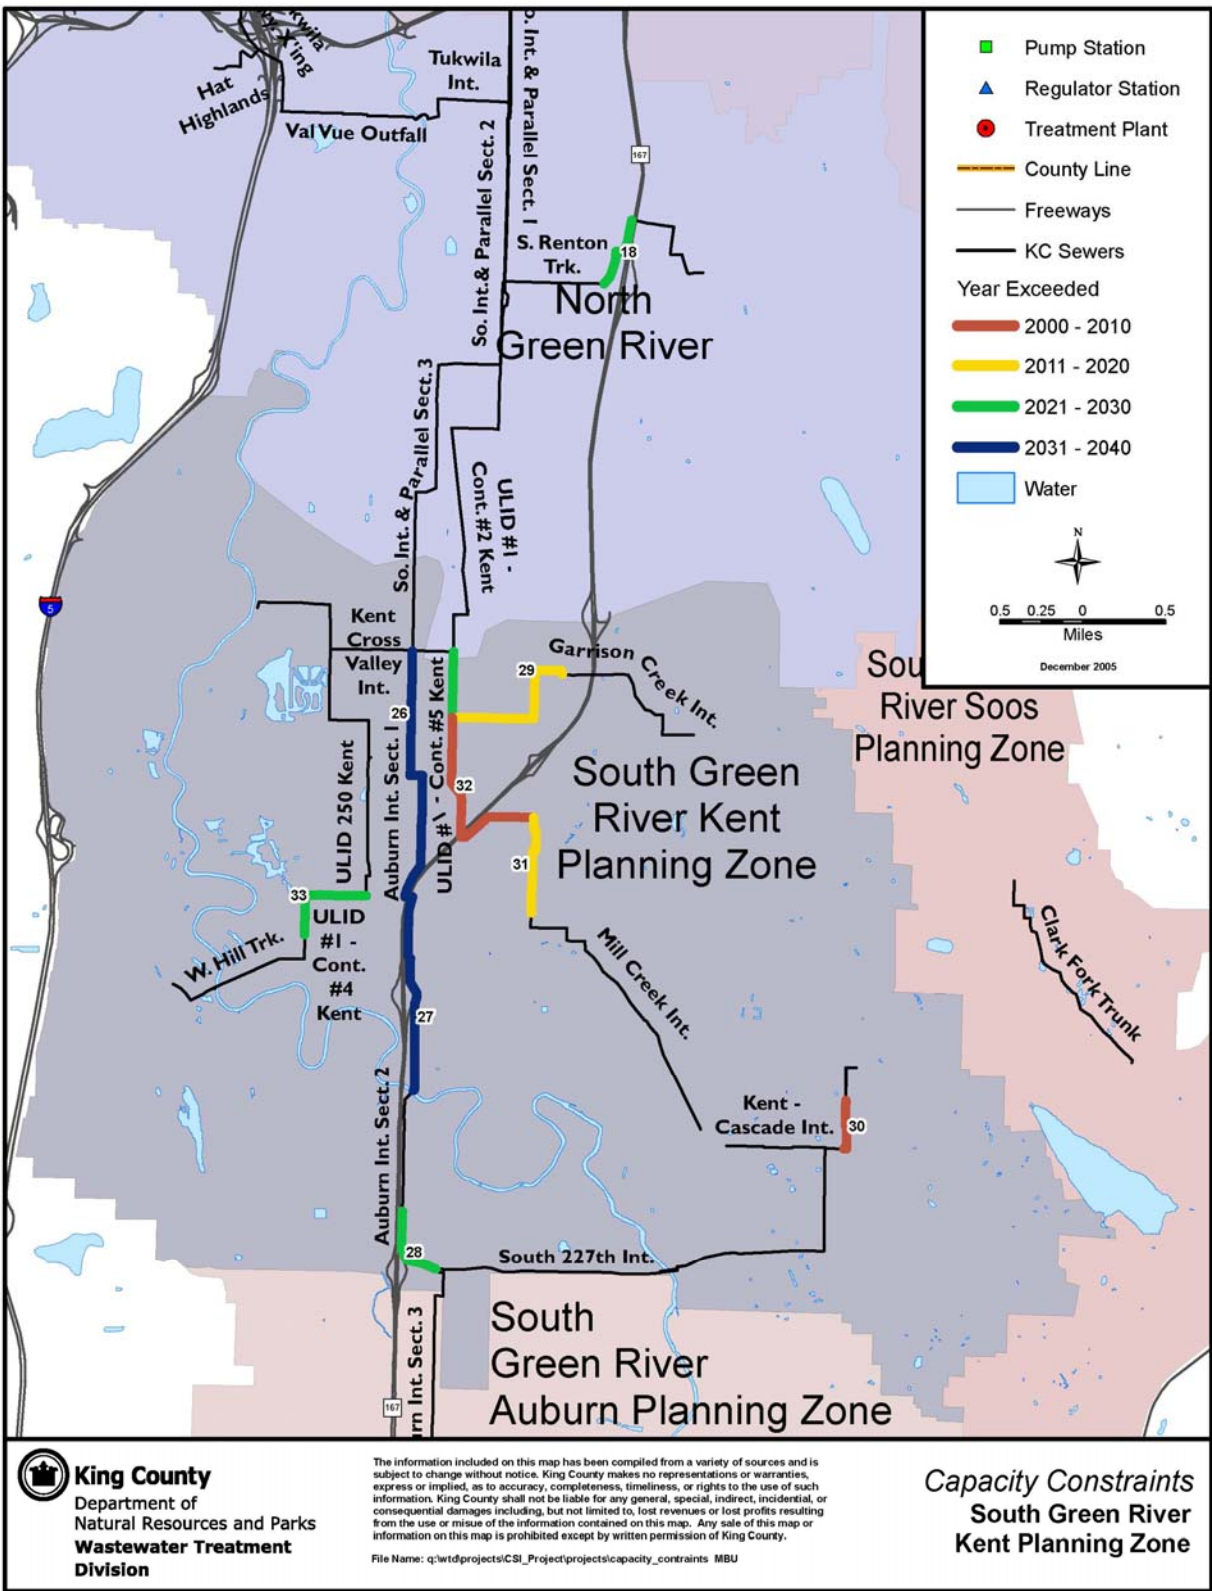 Tukwila
X'ing
Hat
Highlands
Val Vue Outfall
Tukwila
Int.
So. Int.& Parallel Sect. 2
o. Int. & Parallel Sect. 1
167
S. Renton
Trk.
18
North
Green River
So. Int. & Parallel Sect. 3
ULID #1 -
Cont. #2 Kent
5
Kent
Cross
Valley
Int.
26
Auburn Int. Sect. 1
ULID #1 - Cont. #5 Kent
29
Garrison Creek Int.
32
31
ULID 250 Kent
33
ULID
#1 -
Cont.
#4
Kent
W. Hill Trk.
27
South Green
River Kent
Planning Zone
Sou
River Soos
Planning Zone
Mill Creek Int.
Clark Fork Trunk
Kent -
Cascade Int.
30
Auburn Int. Sect. 2
28
South 227th Int.
rn Int. Sect. 3
167
South
Green River
Auburn Planning Zone
Pump Station
Regulator Station
Treatment Plant
County Line
Freeways
KC Sewers
Year Exceeded
2000 - 2010
2011 - 2020
2021 - 2030
2031 - 2040
Water
N
0.5 0.25 0 0.5
Miles
December 2005
King County
Department of
Natural Resources and Parks
Wastewater Treatment
Division
The information included on this map has been compiled from a variety of sources and is
subject to change without notice. King County makes no representations or warranties,
express or implied, as to accuracy, completeness, timeliness, or rights to the use of such
information. King County shall not be liable for any general, special, indirect, incidental, or
consequential damages including, but not limited to, lost revenues or lost profits resulting
from the use or misue of the information contained on this map. Any sale of this map or
information on this map is prohibited except by written permission of King County.
File Name: q:\wtd\projects\CSI_Project\projects\capacity_contraints MBU
Capacity Constraints
South Green River
Kent Planning Zone